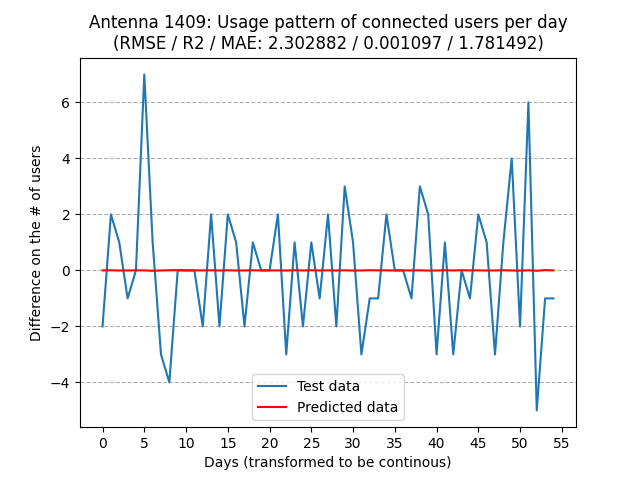 Antenna 1409: Usage pattern of connected users per day
(RMSE / R2 / MAE: 2.302882 / 0.001097 / 1.781492)
Difference on the # of users
6
4
2
0
−2
−4
Test data
Predicted data
0 5 10 15 20 25 30 35 40 45 50 55
Days (transformed to be continous)